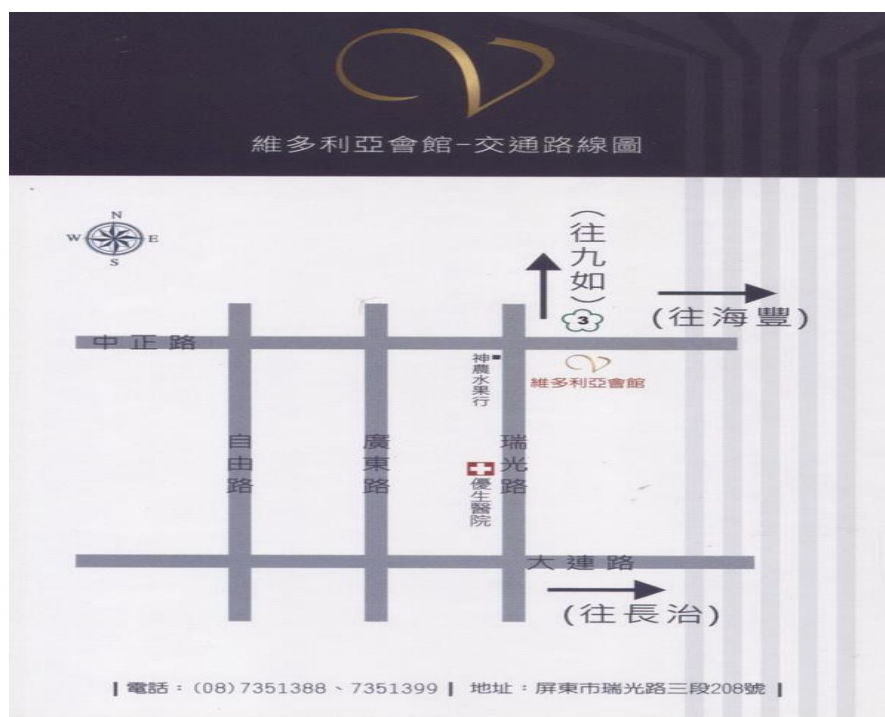 維多利亞會館-交通路線圖
N
W E
S
(往九如)
3
(往海豐)
中正路
神農水果行
維多利亞會館
自由路
廣東路
瑞光路
優生醫院
大連路
(往長治)
|電話：(08)7351388、7351399| 地址：屏東市瑞光路三段208號|